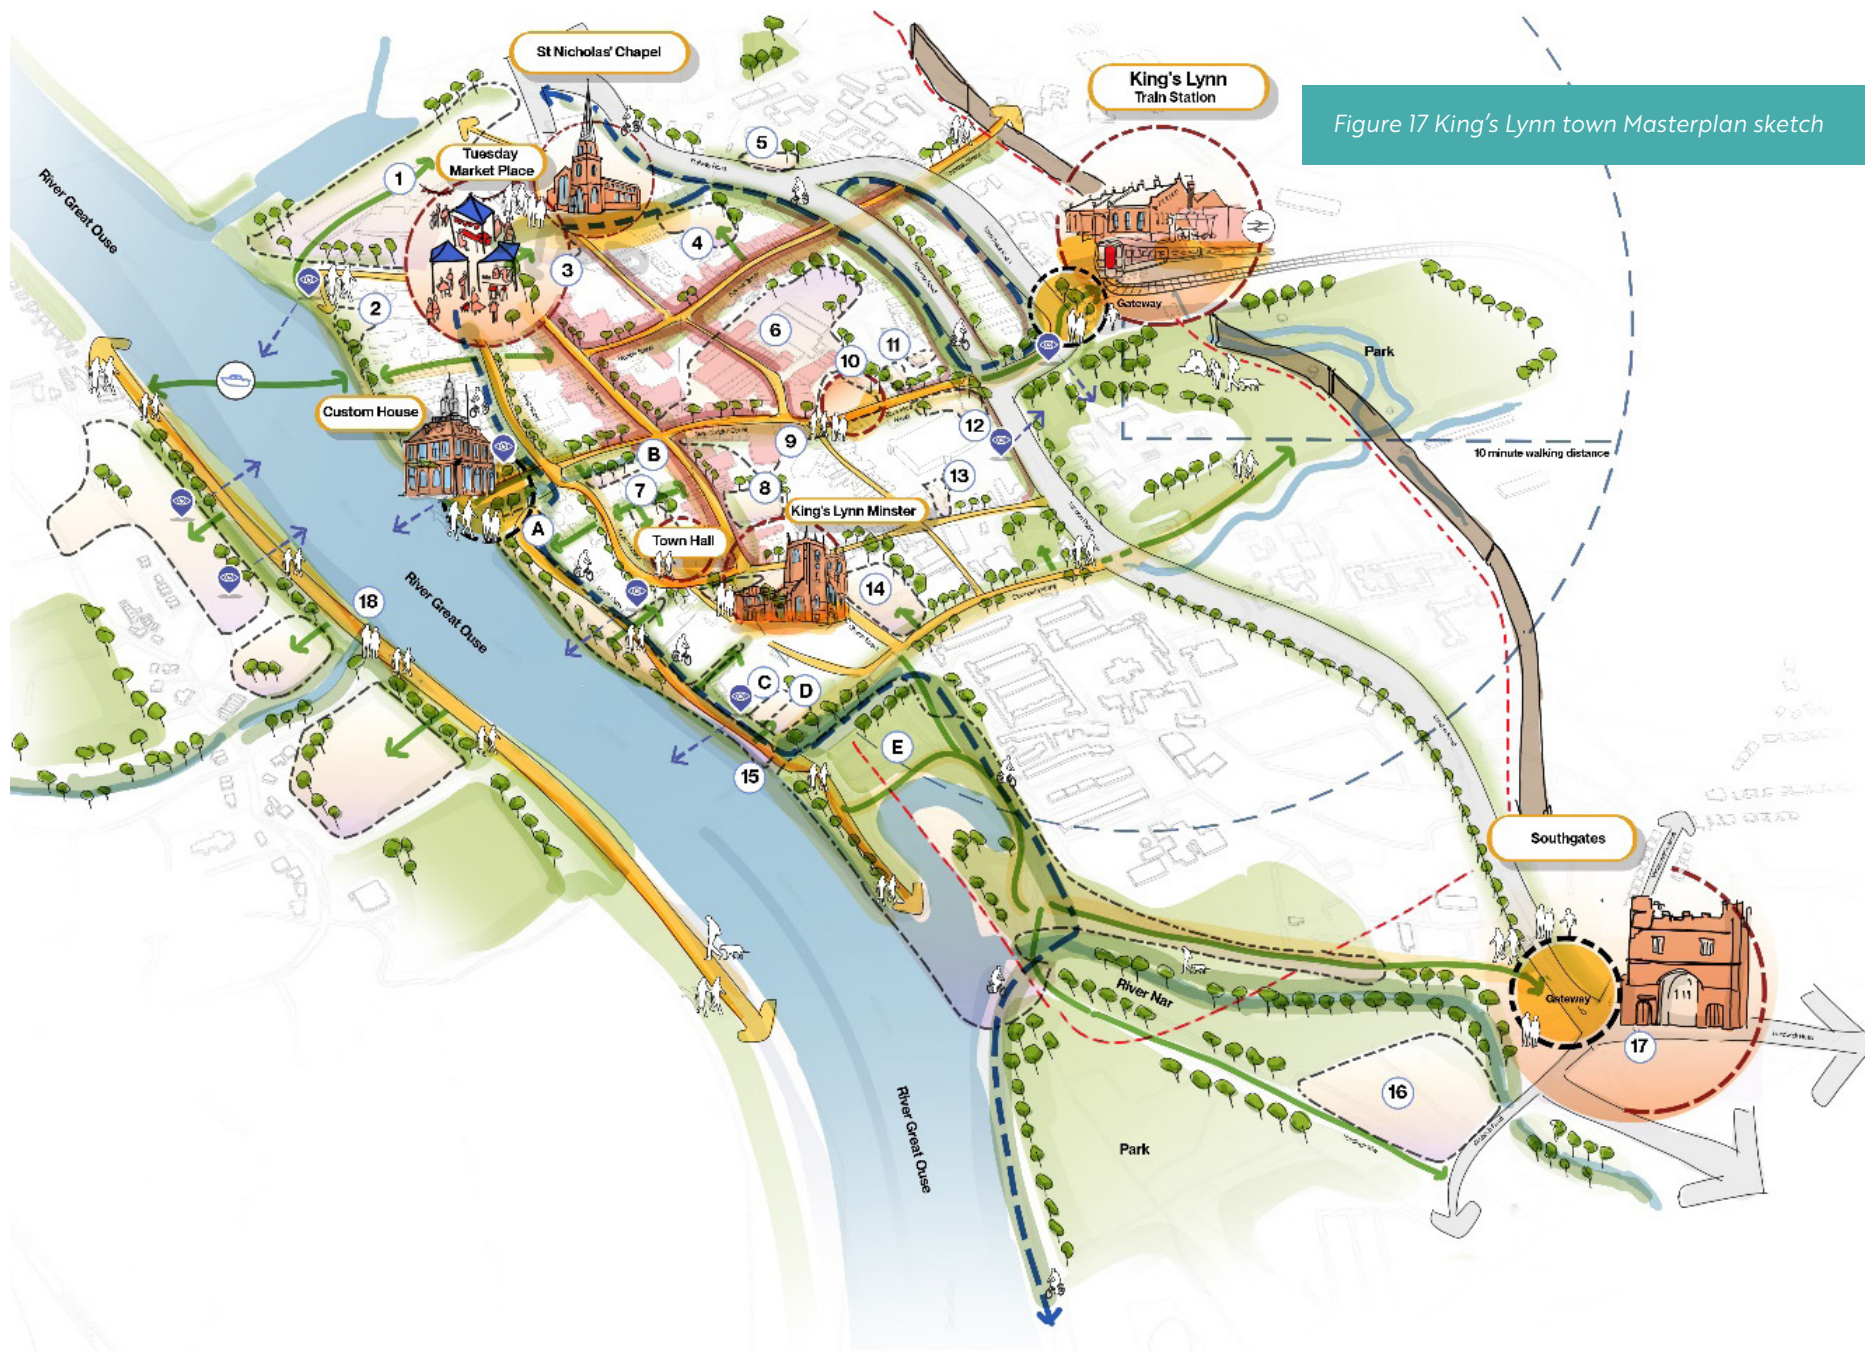 Figure 17 King's Lynn town Masterplan sketch
St Nicholas' Chapel
King's Lynn
Train Station
Tuesday
Market Place
River Great Ouse
1
2
3
4
5
6
7
8
9
10
11
12
13
14
15
16
17
18
A
B
C
D
E
Gateway
Park
10 minute walking distance
Custom House
King's Lynn Minster
Town Hall
River Great Ouse
Southgates
Gateway
River Nar
Park
River Great Ouse